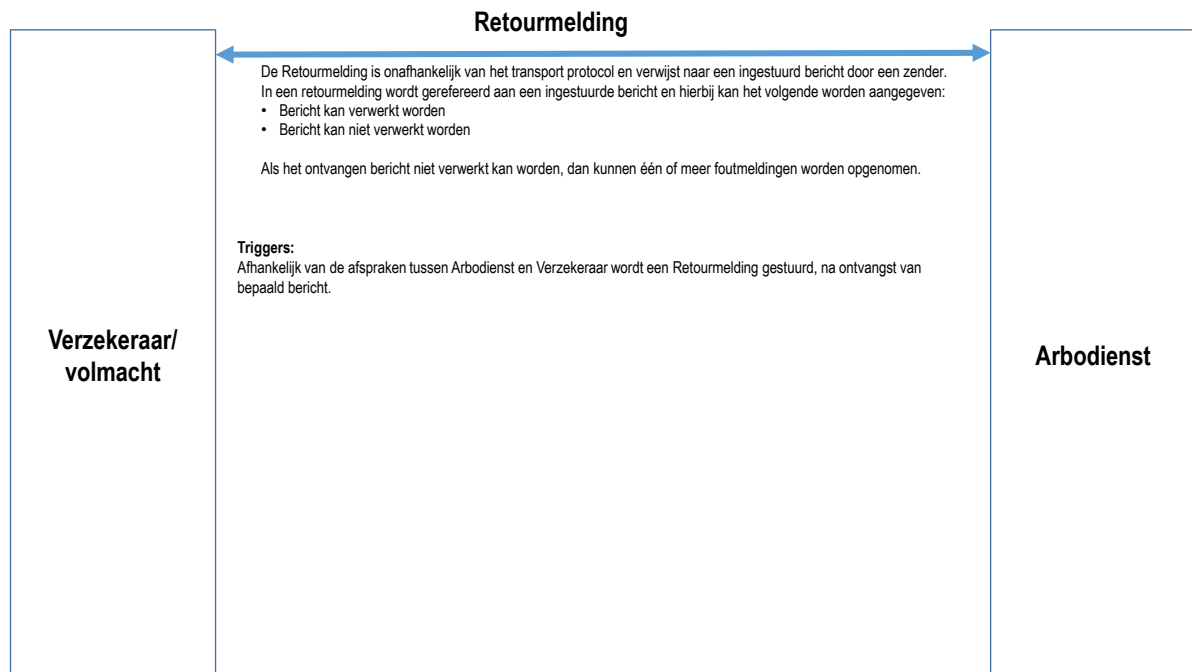 Retourmelding
De Retourmelding is onafhankelijk van het transport protocol en verwijst naar een ingestuurd bericht door een zender.
In een retourmelding wordt gerefereerd aan een ingestuurde bericht en hierbij kan het volgende worden aangegeven:
• Bericht kan verwerkt worden
• Bericht kan niet verwerkt worden
Als het ontvangen bericht niet verwerkt kan worden, dan kunnen één of meer foutmeldingen worden opgenomen.
Triggers:
Afhankelijk van de afspraken tussen Arbodienst en Verzekeraar wordt een Retourmelding gestuurd, na ontvangst van
bepaald bericht.
Verzekeraar/
volmacht
Arbodienst